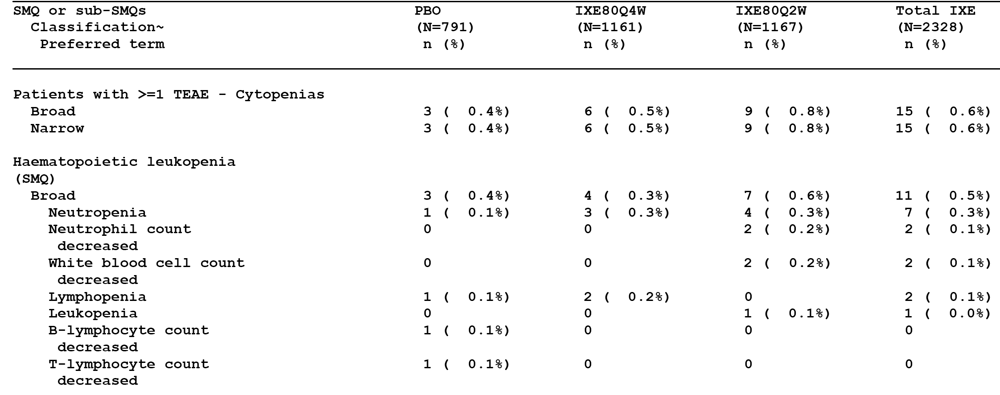 SMQ or sub-SMQs PBO IXE80Q4W IXE80Q2W Total IXE
Classification~ (N=791) (N=1161) (N=1167) (N=2328)
Preferred term n (%) n (%) n (%) n (%)
Patients with >=1 TEAE - Cytopenias
Broad 3 ( 0.4%) 6 ( 0.5%) 9 ( 0.8%) 15 ( 0.6%)
Narrow 3 ( 0.4%) 6 ( 0.5%) 9 ( 0.8%) 15 ( 0.6%)
Haematopoietic leukopenia
(SMQ)
Broad 3 ( 0.4%) 4 ( 0.3%) 7 ( 0.6%) 11 ( 0.5%)
Neutropenia 1 ( 0.1%) 3 ( 0.3%) 4 ( 0.3%) 7 ( 0.3%)
Neutrophil count 0 0 2 ( 0.2%) 2 ( 0.1%)
decreased
White blood cell count 0 0 2 ( 0.2%) 2 ( 0.1%)
decreased
Lymphopenia 1 ( 0.1%) 2 ( 0.2%) 0 2 ( 0.1%)
Leukopenia 0 0 1 ( 0.1%) 1 ( 0.0%)
B-lymphocyte count 1 ( 0.1%) 0 0 0
decreased
T-lymphocyte count 1 ( 0.1%) 0 0 0
decreased